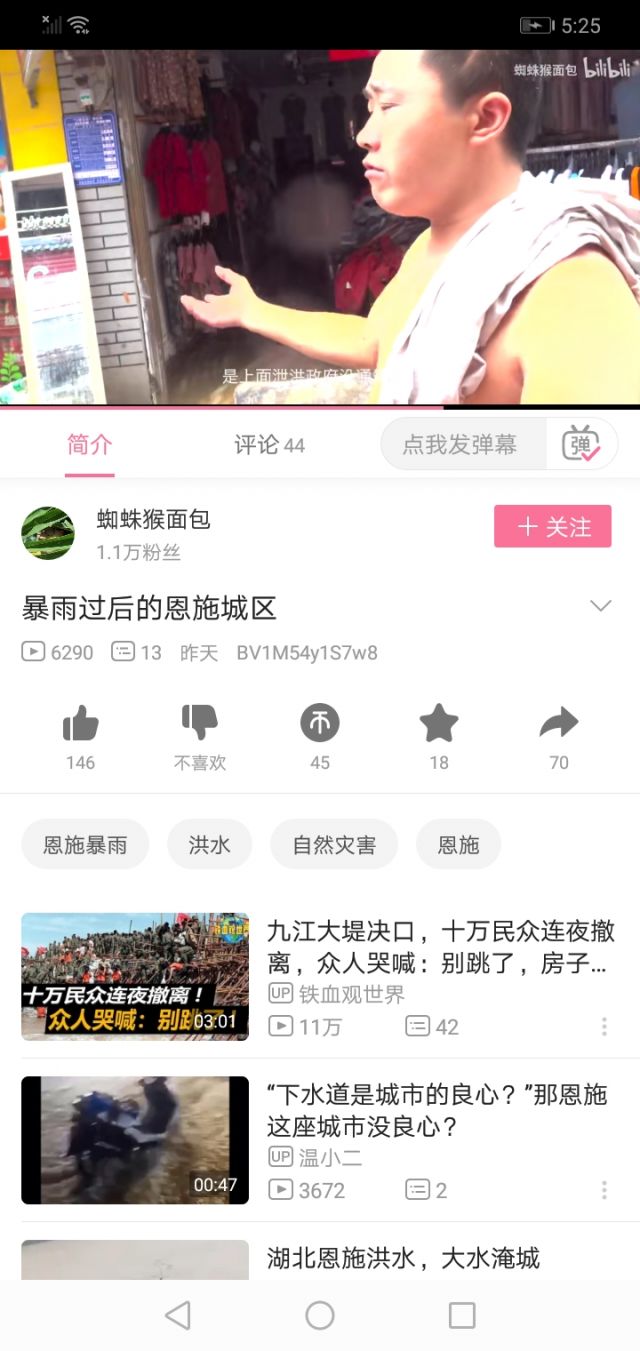 5:25
蜘蛛猴面包 bilibili
是上面泄洪政府没通
简介
评论 44
点我发弹幕
弹
蜘蛛猴面包
1.1万粉丝
+ 关注
暴雨过后的恩施城区
6290 13 昨天 BV1M54y1S7w8
146 不喜欢 45 18 70
恩施暴雨 洪水 自然灾害 恩施
铁血观世界
十万民众连夜撤离！
众人哭喊：别跳了
03:01
九江大堤决口，十万民众连夜撤
离，众人哭喊：别跳了，房子...
UP 铁血观世界
11万 42
00:47
“下水道是城市的良心？”那恩施
这座城市没良心？
UP 温小二
3672 2
湖北恩施洪水，大水淹城